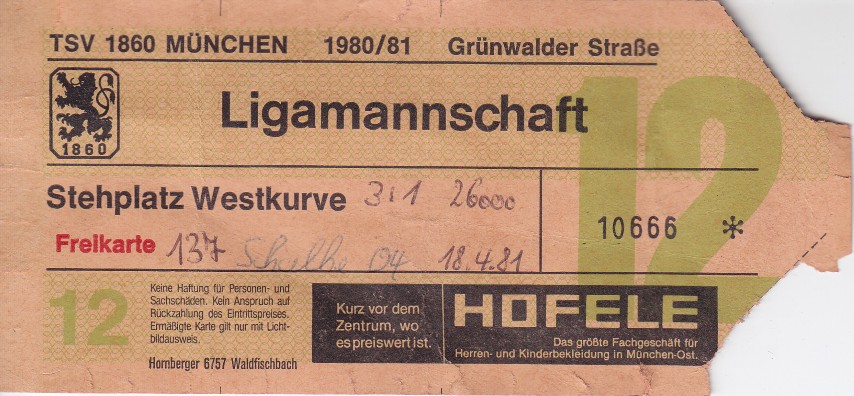 TSV 1860 MÜNCHEN 1980/81 Grünwalder Straße
1860
Ligamannschaft
12
Stehplatz Westkurve 3:1 26000
10666 *
Freikarte 137 Schalke 04 18.4.81
12
Keine Haftung für Personen- und
Sachschäden. Kein Anspruch auf
Rückzahlung des Eintrittspreises.
Ermäßigte Karte gilt nur mit Licht-
bildausweis.
Hornberger 6757 Waldfischbach
Kurz vor dem
Zentrum, wo
es preiswert ist.
HÖFELE
Das größte Fachgeschäft für
Herren- und Kinderbekleidung in München-Ost.